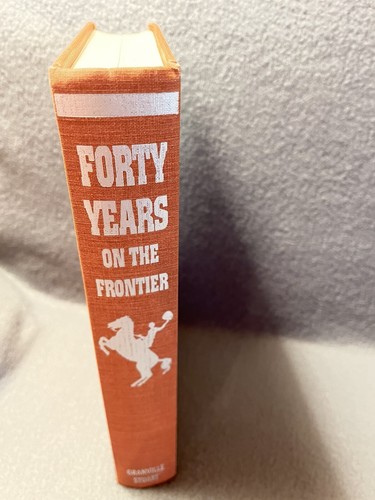 FORTY
YEARS
ON THE
FRONTIER
GRANVILLE
STUART